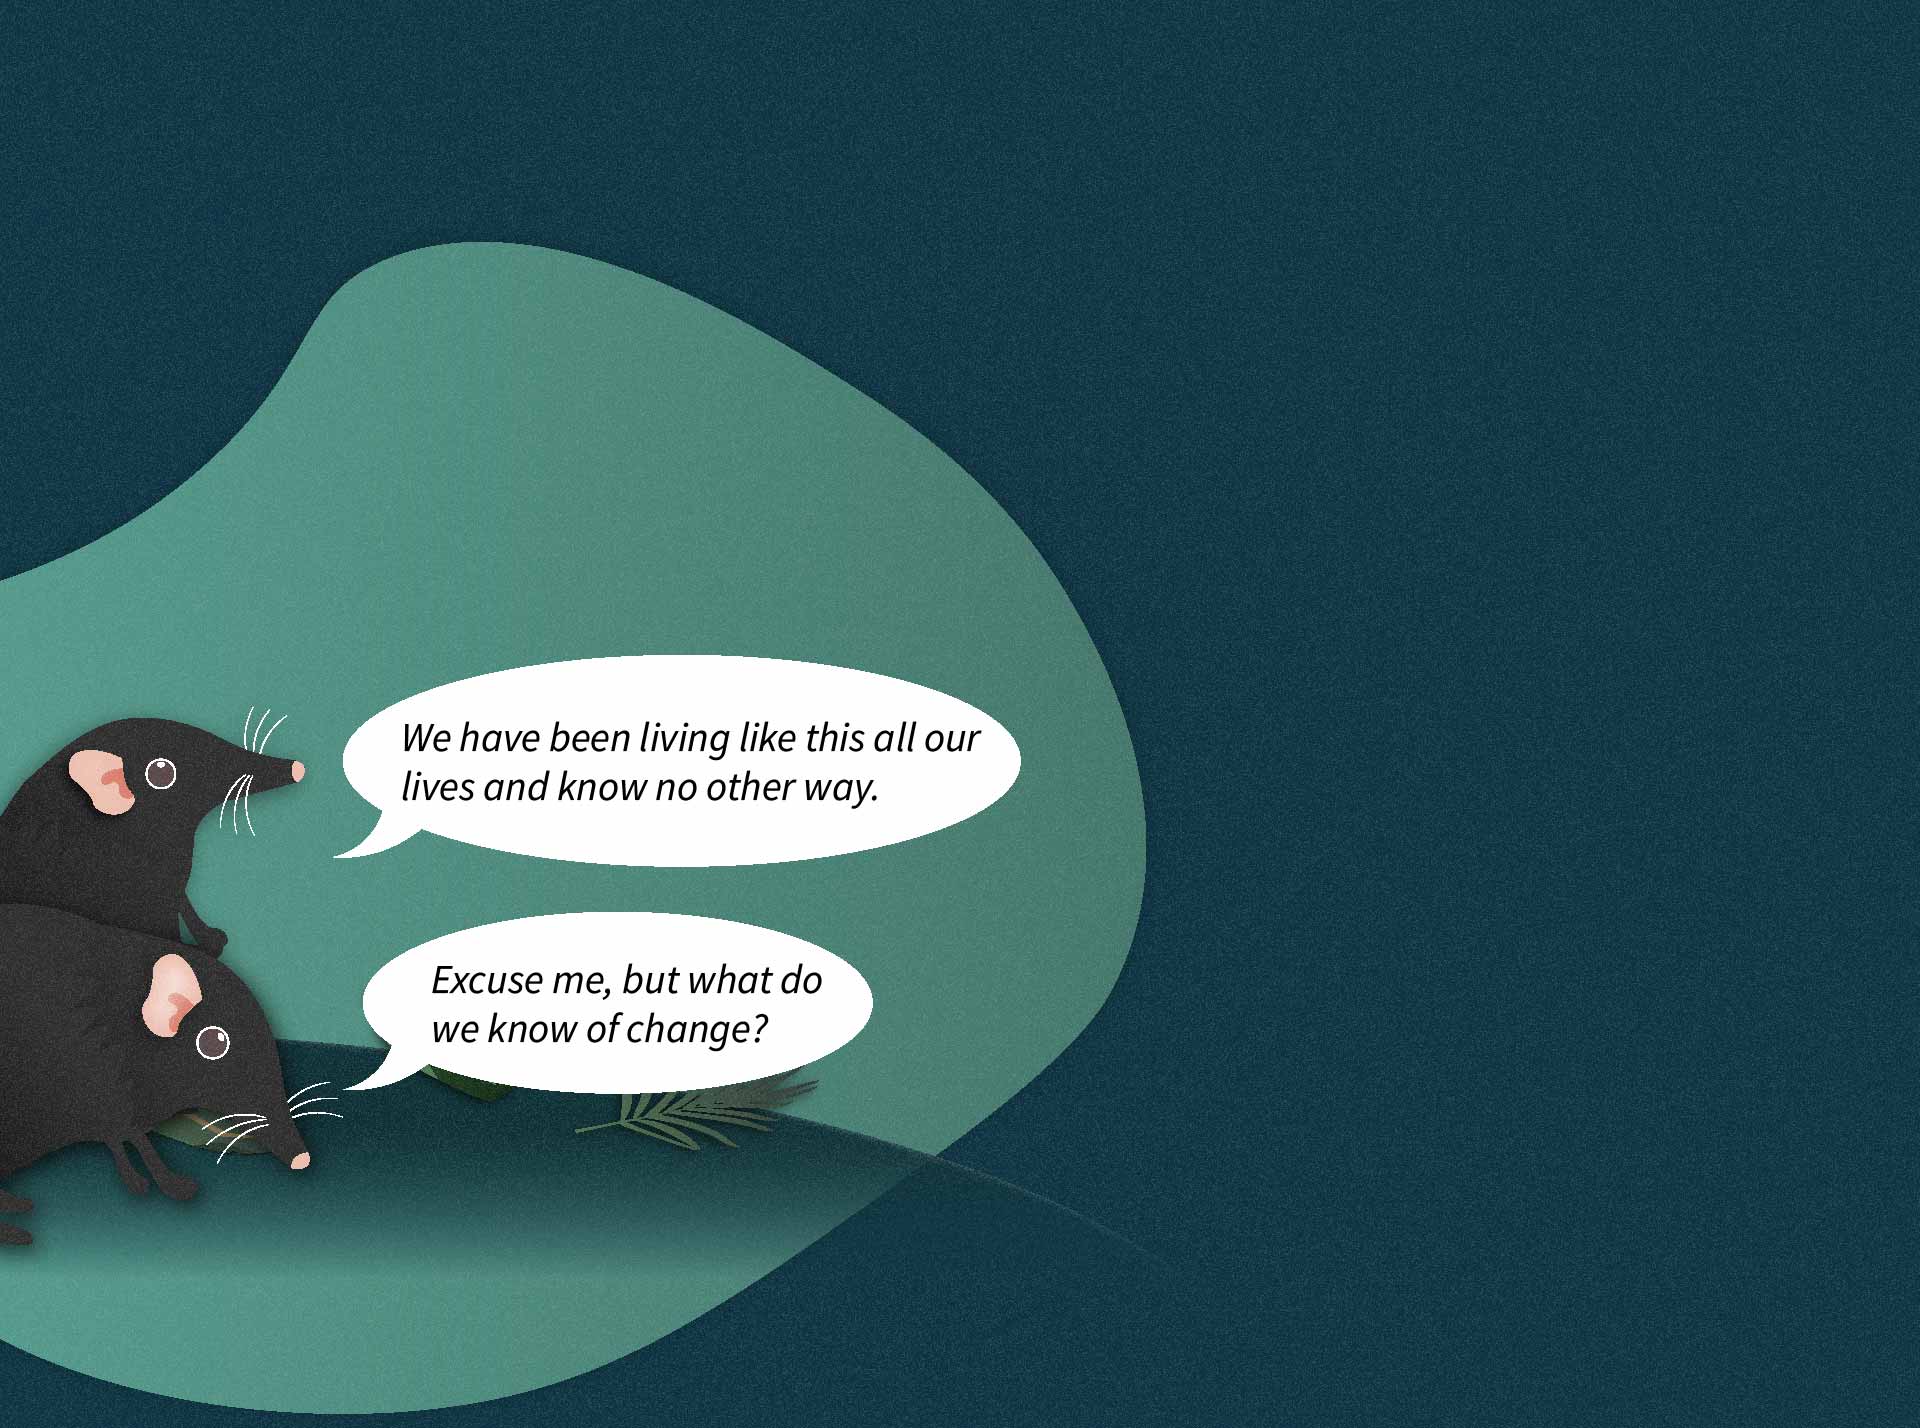 We have been living like this all our
lives and know no other way.
Excuse me, but what do
we know of change?